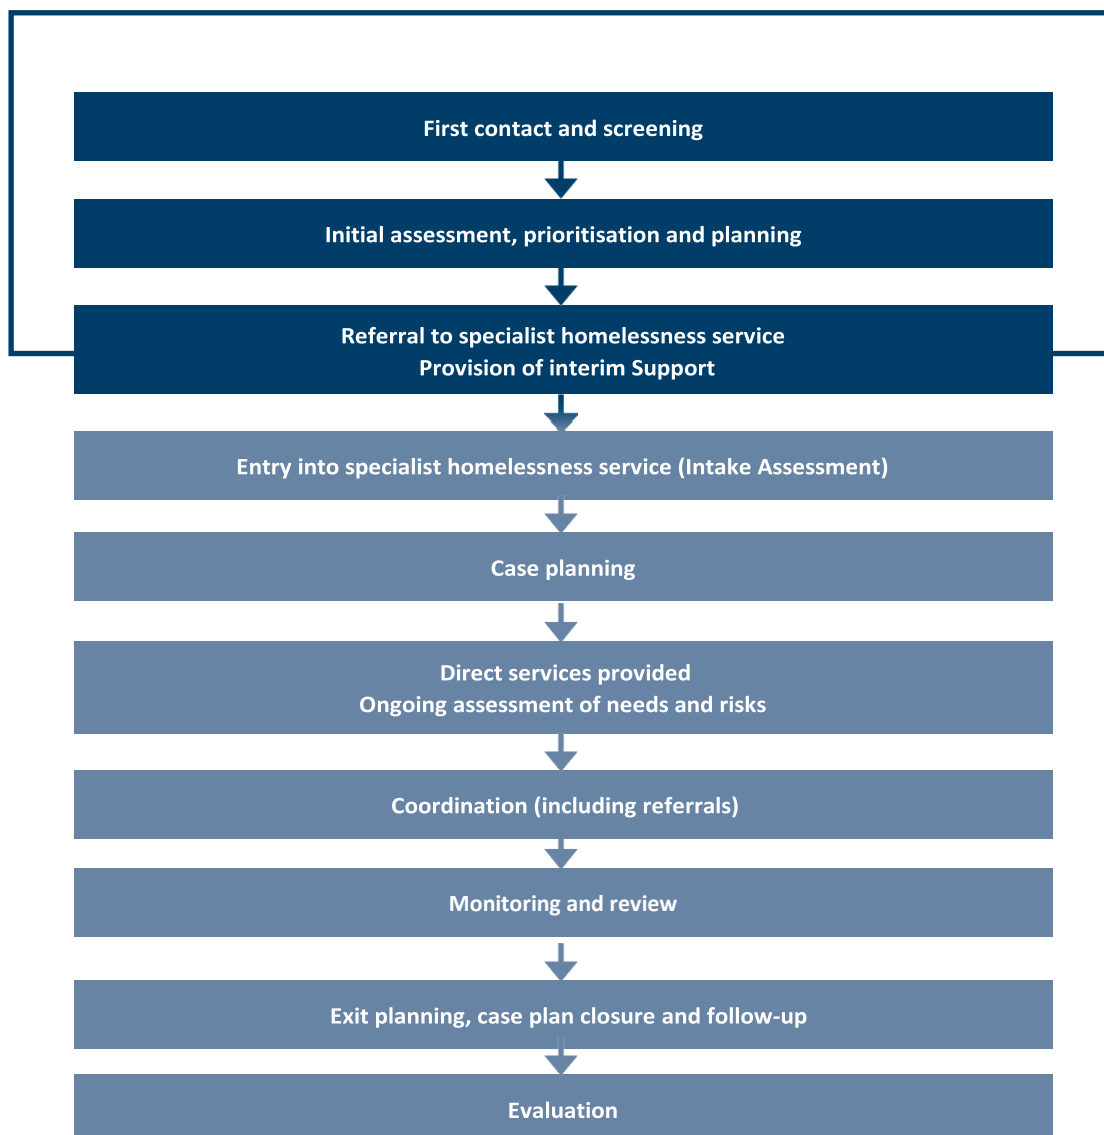 First contact and screening
Initial assessment, prioritisation and planning
Referral to specialist homelessness service
Provision of interim Support
Entry into specialist homelessness service (Intake Assessment)
Case planning
Direct services provided
Ongoing assessment of needs and risks
Coordination (including referrals)
Monitoring and review
Exit planning, case plan closure and follow-up
Evaluation